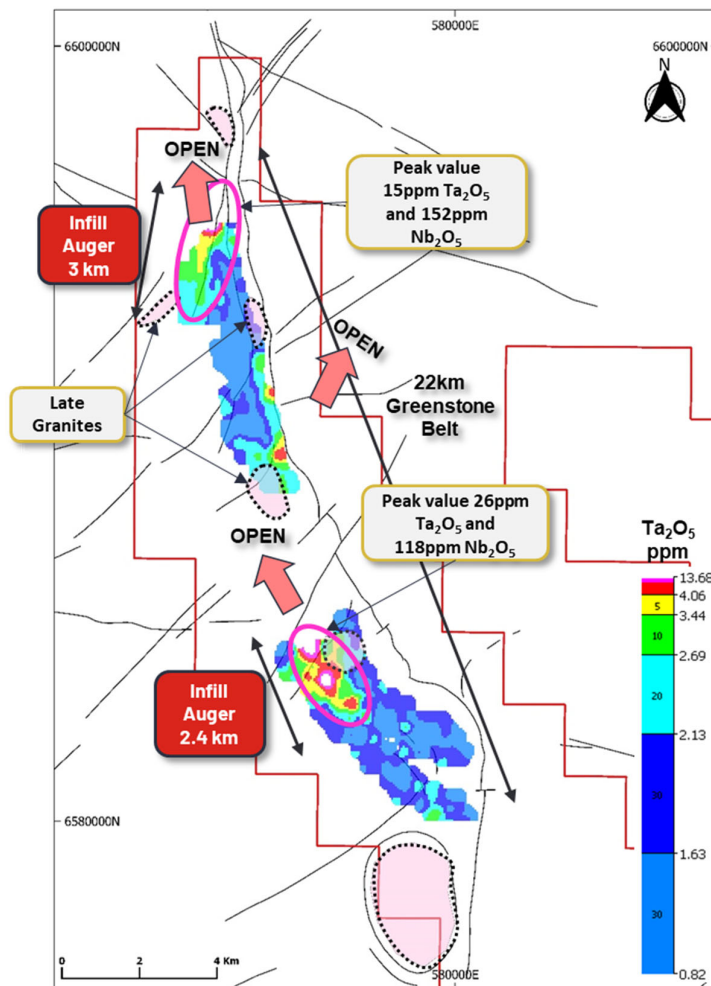 6600000N
580000E
6600000N
N
OPEN
Peak value
15ppm Ta₂O₅
and 152ppm
Nb₂O₅
Infill
Auger
3 km
OPEN
22km
Greenstone
Belt
Late
Granites
Peak value 26ppm
Ta₂O₅ and
118ppm Nb₂O₅
OPEN
Infill
Auger
2.4 km
Ta₂O₅
ppm
13.68
4.06
5
3.44
10
2.69
20
2.13
30
1.63
30
0.82
6580000N
0 2 4 Km
580000E